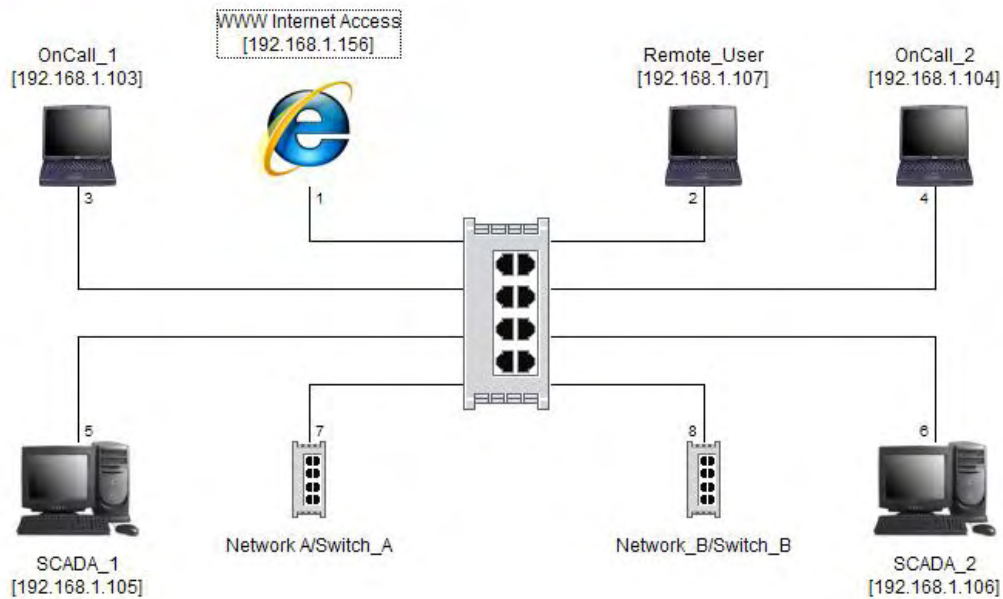 WWW Internet Access
[192.168.1.156]
OnCall_1
[192.168.1.103]
Remote_User
[192.168.1.107]
OnCall_2
[192.168.1.104]
3
1
2
4
5
7
8
6
SCADA_1
[192.168.1.105]
Network A/Switch_A
Network_B/Switch_B
SCADA_2
[192.168.1.106]